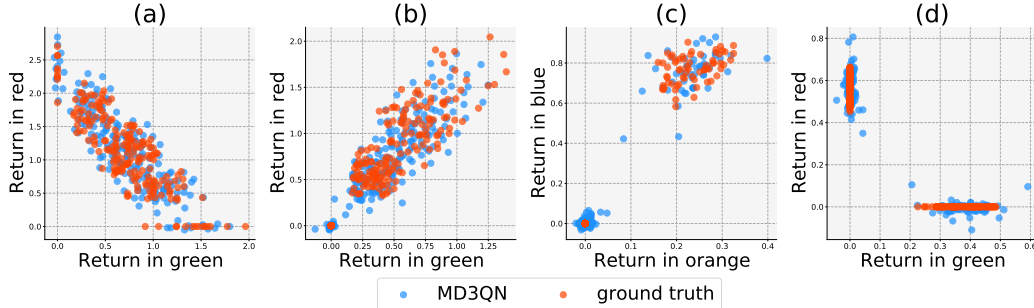 (a) (b) (c) (d)
Return in red
2.5
2.0
1.5
1.0
0.5
0.0
0.0 0.5 1.0 1.5 2.0
Return in green
Return in red
2.0
1.5
1.0
0.5
0.0
0.00 0.25 0.50 0.75 1.00 1.25
Return in green
Return in blue
0.8
0.6
0.4
0.2
0.0
0.0 0.1 0.2 0.3 0.4
Return in orange
Return in red
0.8
0.6
0.4
0.2
0.0
0.0 0.1 0.2 0.3 0.4 0.5 0.6
Return in green
MD3QN ground truth